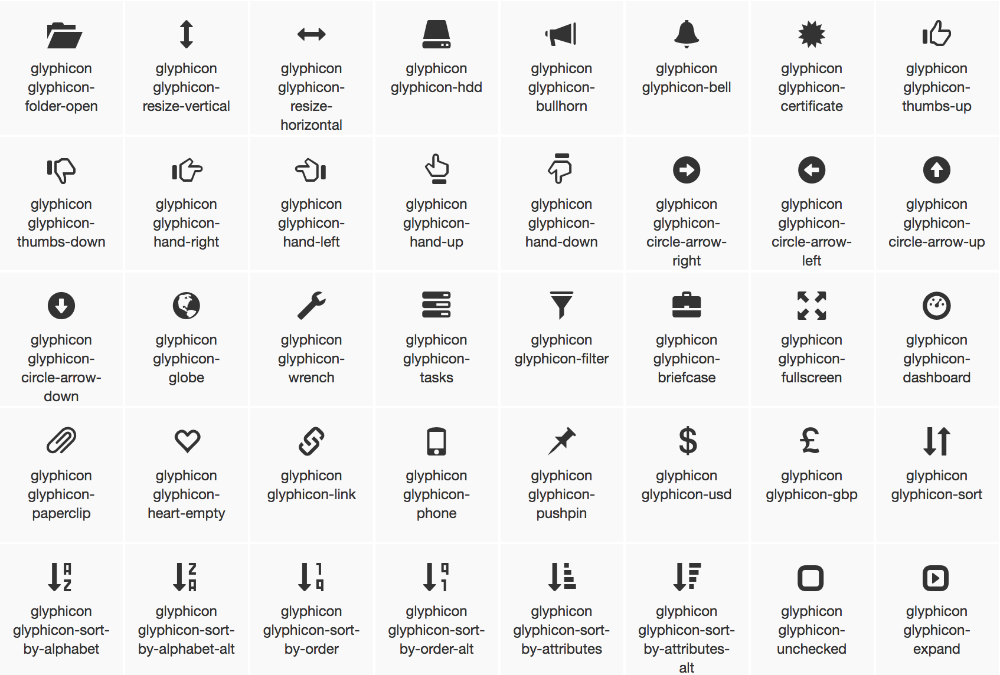 glyphicon
glyphicon-
folder-open
glyphicon
glyphicon-
resize-vertical
glyphicon
glyphicon-
resize-
horizontal
glyphicon
glyphicon-hdd
glyphicon
glyphicon-
bullhorn
glyphicon
glyphicon-bell
glyphicon
glyphicon-
certificate
glyphicon
glyphicon-
thumbs-up
glyphicon
glyphicon-
thumbs-down
glyphicon
glyphicon-
hand-right
glyphicon
glyphicon-
hand-left
glyphicon
glyphicon-
hand-up
glyphicon
glyphicon-
hand-down
glyphicon
glyphicon-
circle-arrow-
right
glyphicon
glyphicon-
circle-arrow-
left
glyphicon
glyphicon-
circle-arrow-up
glyphicon
glyphicon-
circle-arrow-
down
glyphicon
glyphicon-
globe
glyphicon
glyphicon-
wrench
glyphicon
glyphicon-
tasks
glyphicon
glyphicon-filter
glyphicon
glyphicon-
briefcase
glyphicon
glyphicon-
fullscreen
glyphicon
glyphicon-
dashboard
glyphicon
glyphicon-
paperclip
glyphicon
glyphicon-
heart-empty
glyphicon
glyphicon-link
glyphicon
glyphicon-
phone
glyphicon
glyphicon-
pushpin
$
glyphicon
glyphicon-usd
£
glyphicon
glyphicon-gbp
glyphicon
glyphicon-sort
A
Z
glyphicon
glyphicon-sort-
by-alphabet
Z
A
glyphicon
glyphicon-sort-
by-alphabet-alt
1
9
glyphicon
glyphicon-sort-
by-order
9
1
glyphicon
glyphicon-sort-
by-order-alt
glyphicon
glyphicon-sort-
by-attributes
glyphicon
glyphicon-sort-
by-attributes-
alt
glyphicon
glyphicon-
unchecked
glyphicon
glyphicon-
expand